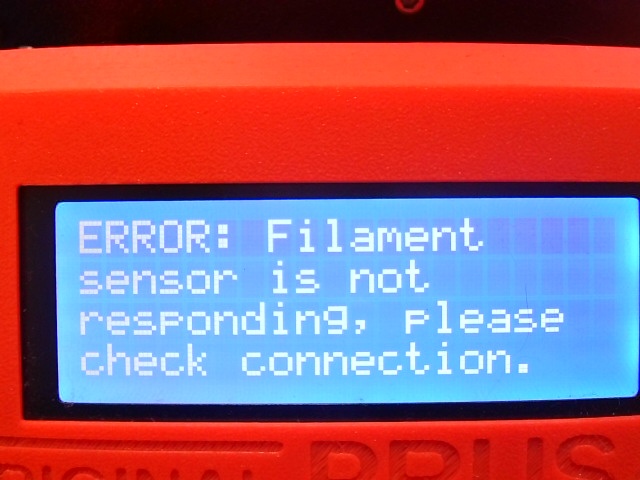 ERROR: Filament
sensor is not
responding, please
check connection.